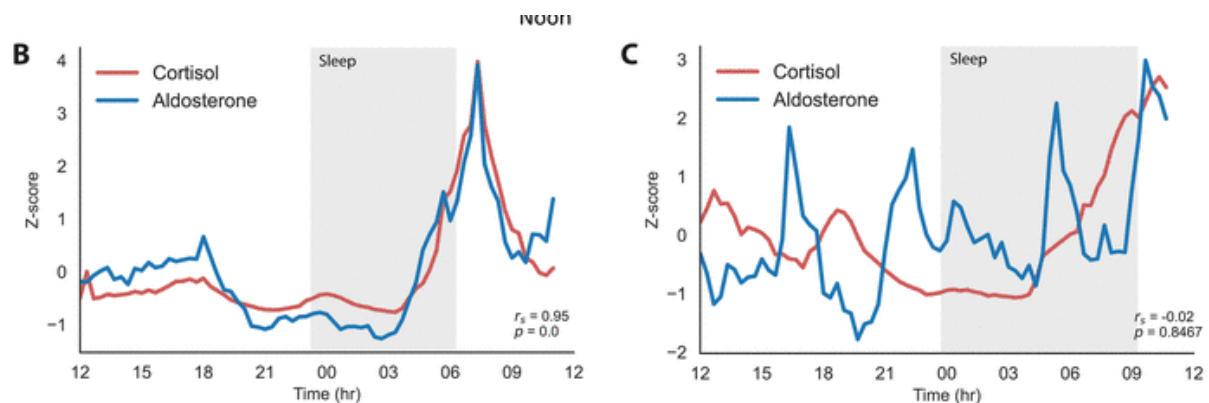 Noon
B
Cortisol
Aldosterone
Sleep
4
3
2
1
0
−1
Z-score
r_s = 0.95
p = 0.0
12 15 18 21 00 03 06 09 12
Time (hr)
C
Cortisol
Aldosterone
Sleep
3
2
1
0
−1
−2
Z-score
r_s = -0.02
p = 0.8467
12 15 18 21 00 03 06 09 12
Time (hr)